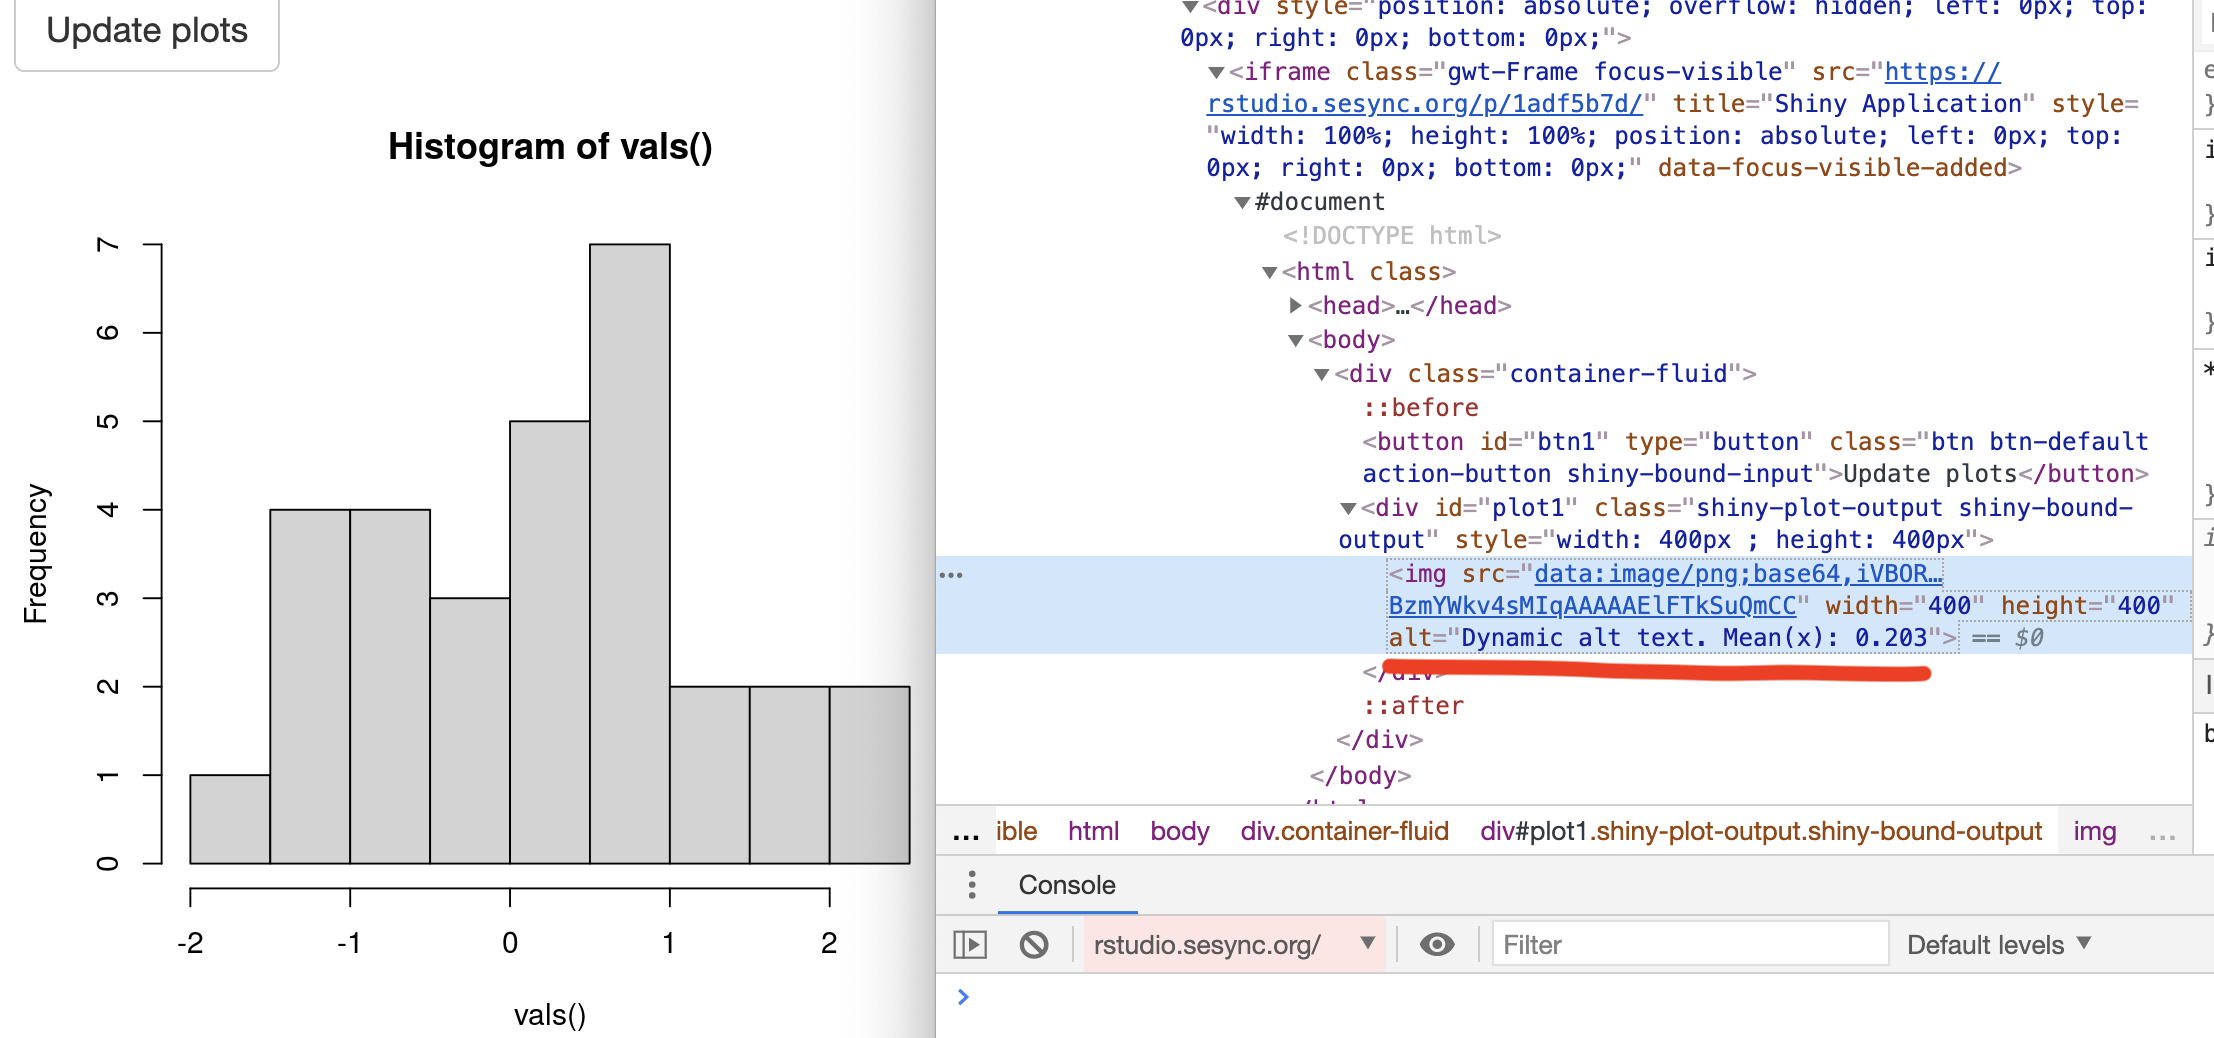 Update plots
Histogram of vals()
Frequency
7
6
5
4
3
2
1
0
-2 -1 0 1 2
vals()
▼<div style="position: absolute; overflow: hidden; left: 0px; top:
0px; right: 0px; bottom: 0px;">
▼<iframe class="gwt-Frame focus-visible" src="https://
rstudio.sesync.org/p/1adf5b7d/" title="Shiny Application" style=
"width: 100%; height: 100%; position: absolute; left: 0px; top:
0px; right: 0px; bottom: 0px;" data-focus-visible-added>
▼#document
<!DOCTYPE html>
▼<html class>
▶<head>…</head>
▼<body>
▼<div class="container-fluid">
::before
<button id="btn1" type="button" class="btn btn-default
action-button shiny-bound-input">Update plots</button>
▼<div id="plot1" class="shiny-plot-output shiny-bound-
output" style="width: 400px ; height: 400px">
<img src="data:image/png;base64,iVBOR…
BzmYWkv4sMIqAAAAAElFTkSuQmCC" width="400" height="400"
alt="Dynamic alt text. Mean(x): 0.203"> == $0
</div>
::after
</div>
</body>
... ible html body div.container-fluid div#plot1.shiny-plot-output.shiny-bound-output img ...
Console
rstudio.sesync.org/ ▼ Filter Default levels ▼
>